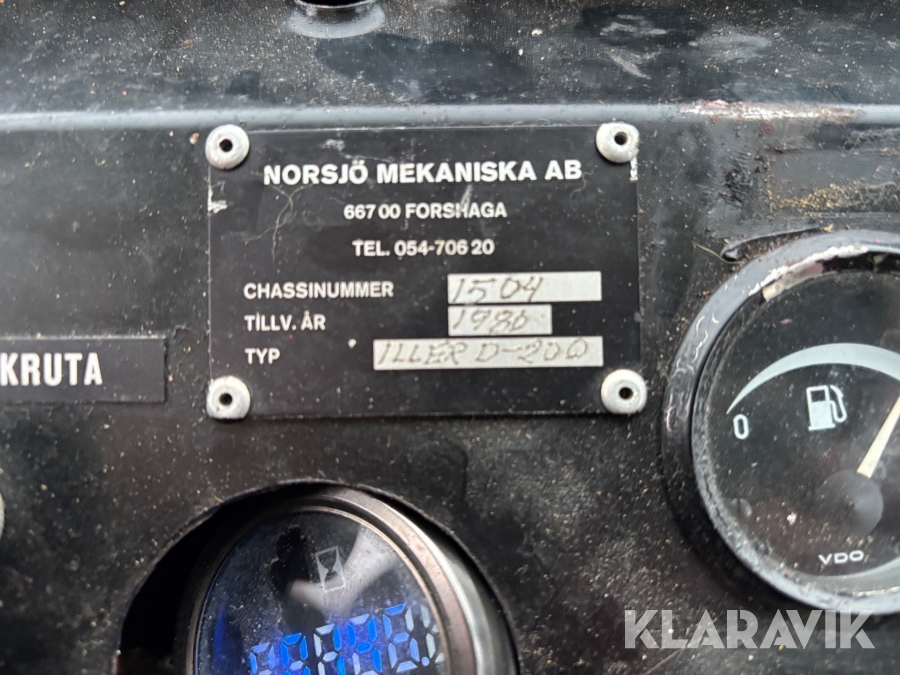 NORSJÖ MEKANISKA AB
667 00 FORSHAGA
TEL. 054-706 20
CHASSINUMMER 1504
TILLV. ÅR 1986
TYP ILLER D-200
KRUTA
0
VDO
KLARAVIK